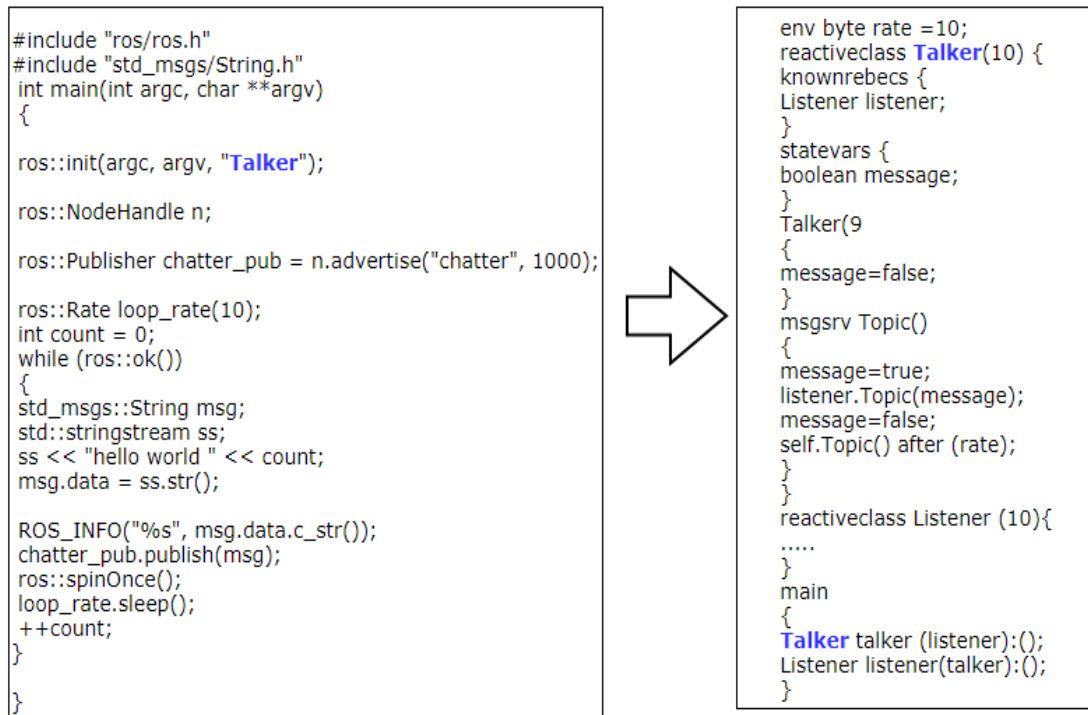 #include "ros/ros.h"
#include "std_msgs/String.h"
int main(int argc, char **argv)
{
ros::init(argc, argv, "Talker");
ros::NodeHandle n;
ros::Publisher chatter_pub = n.advertise("chatter", 1000);
ros::Rate loop_rate(10);
int count = 0;
while (ros::ok())
{
std_msgs::String msg;
std::stringstream ss;
ss << "hello world " << count;
msg.data = ss.str();
ROS_INFO("%s", msg.data.c_str());
chatter_pub.publish(msg);
ros::spinOnce();
loop_rate.sleep();
++count;
}
}
env byte rate =10;
reactiveclass Talker(10) {
knownrebecs {
Listener listener;
}
statevars {
boolean message;
}
Talker(9
{
message=false;
}
msgsrv Topic()
{
message=true;
listener.Topic(message);
message=false;
self.Topic() after (rate);
}
}
reactiveclass Listener (10){
.....
}
main
{
Talker talker (listener):();
Listener listener(talker):();
}